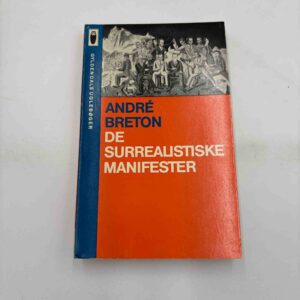 GYLDENDALS UGLEBØGER
ANDRÉ
BRETON
DE
SURREALISTISKE
MANIFESTER